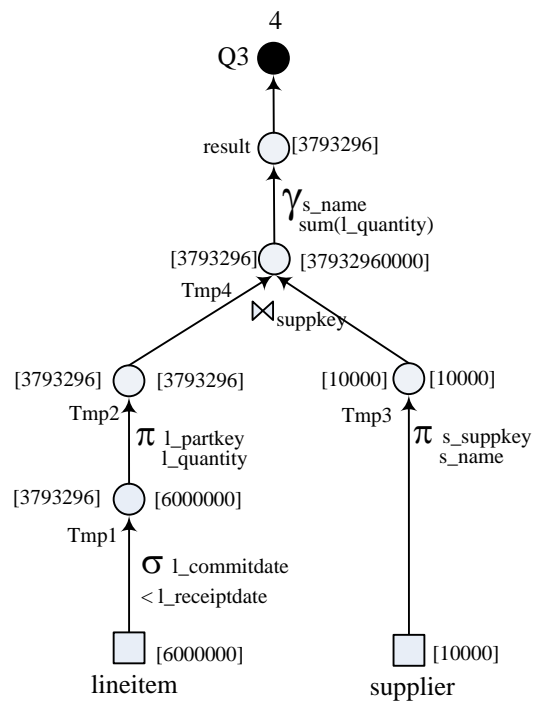 4
Q3
result [3793296]
γ s_name
sum(l_quantity)
[3793296] [37932960000]
Tmp4
⋈ suppkey
[3793296] [3793296] [10000] [10000]
Tmp2 Tmp3
π l_partkey π s_suppkey
l_quantity s_name
[3793296] [6000000]
Tmp1
σ l_commitdate
< l_receiptdate
[6000000] [10000]
lineitem supplier